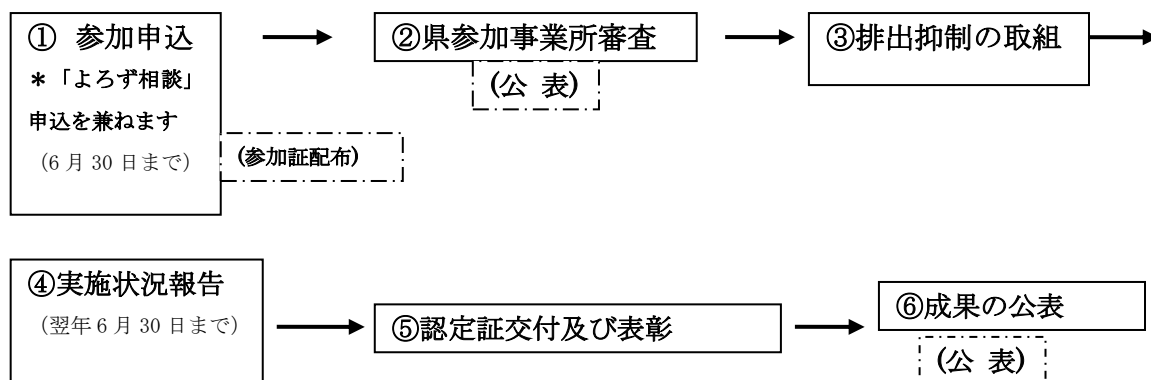 ① 参加申込
＊「よろず相談」
申込を兼ねます
（6月30日まで）
（参加証配布）
②県参加事業所審査
（公 表）
③排出抑制の取組
④実施状況報告
（翌年6月30日まで）
⑤認定証交付及び表彰
⑥成果の公表
（公 表）